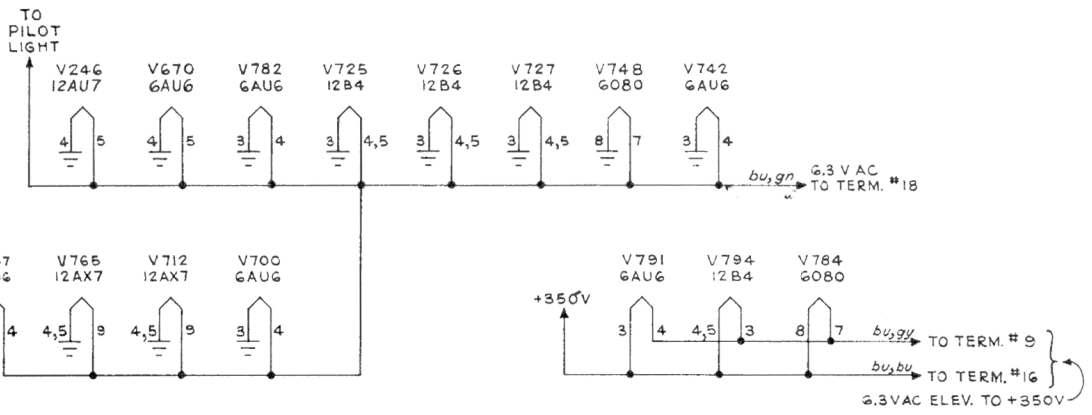 TO
PILOT
LIGHT
V246 V670 V782 V725 V726 V727 V748 V742
12AU7 6AU6 6AU6 12B4 12B4 12B4 6080 6AU6
4 5 4 5 3 4 3 4,5 3 4,5 3 4,5 8 7 3 4
bu,gn 6.3 V AC
TO TERM. #18
V765 V712 V700
12AX7 12AX7 6AU6
4 4,5 9 4,5 9 3 4
V791 V794 V784
6AU6 12B4 6080
+350V
3 4 4,5 3 8 7
bu,gy TO TERM. #9
bu,bu TO TERM. #16
6.3VAC ELEV. TO +350V